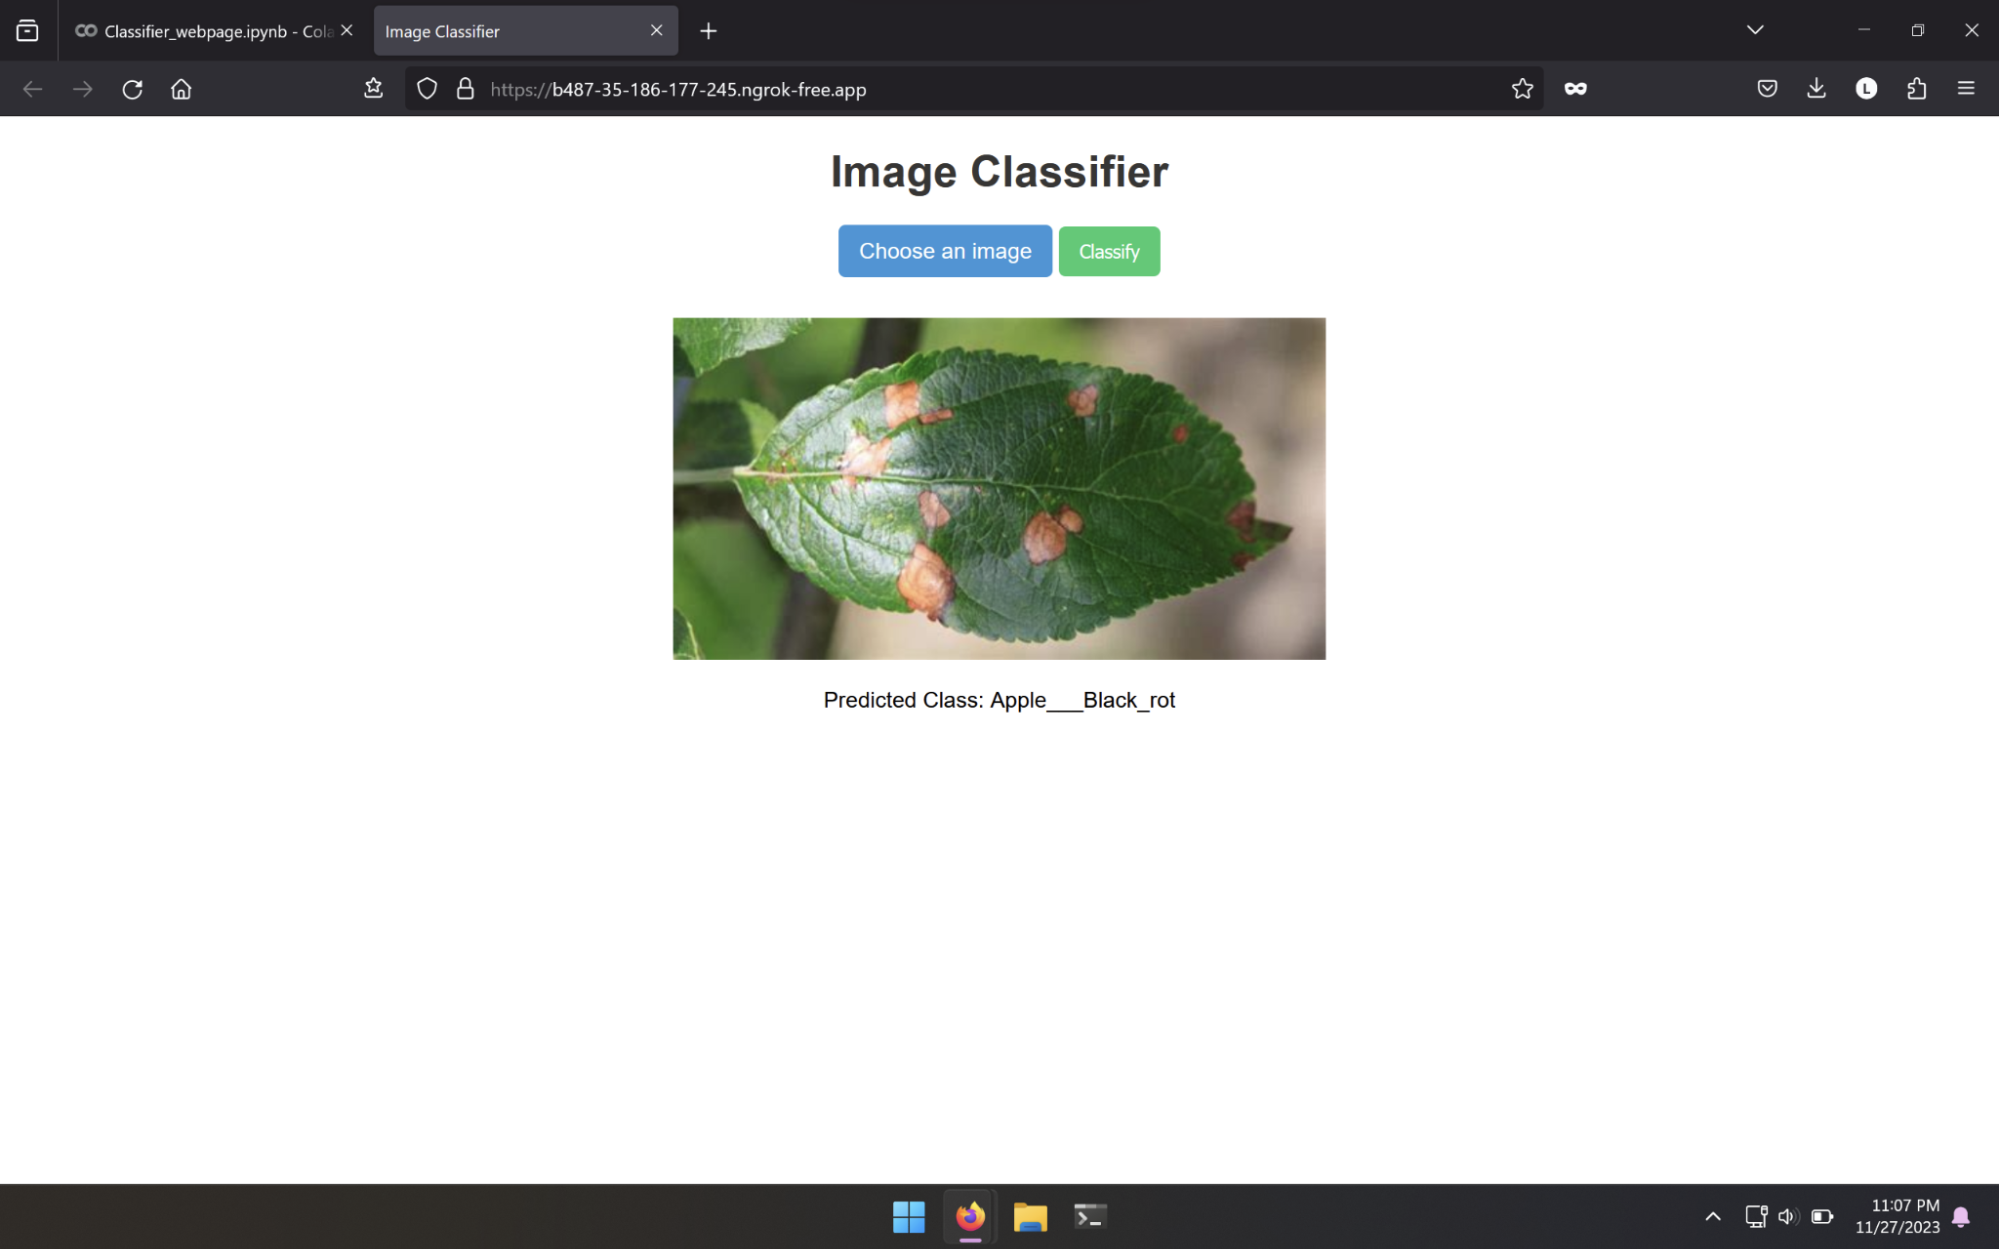 Classifier_webpage.ipynb - Cola
Image Classifier
https://b487-35-186-177-245.ngrok-free.app
L
Image Classifier
Choose an image
Classify
Predicted Class: Apple___Black_rot
11:07 PM
11/27/2023